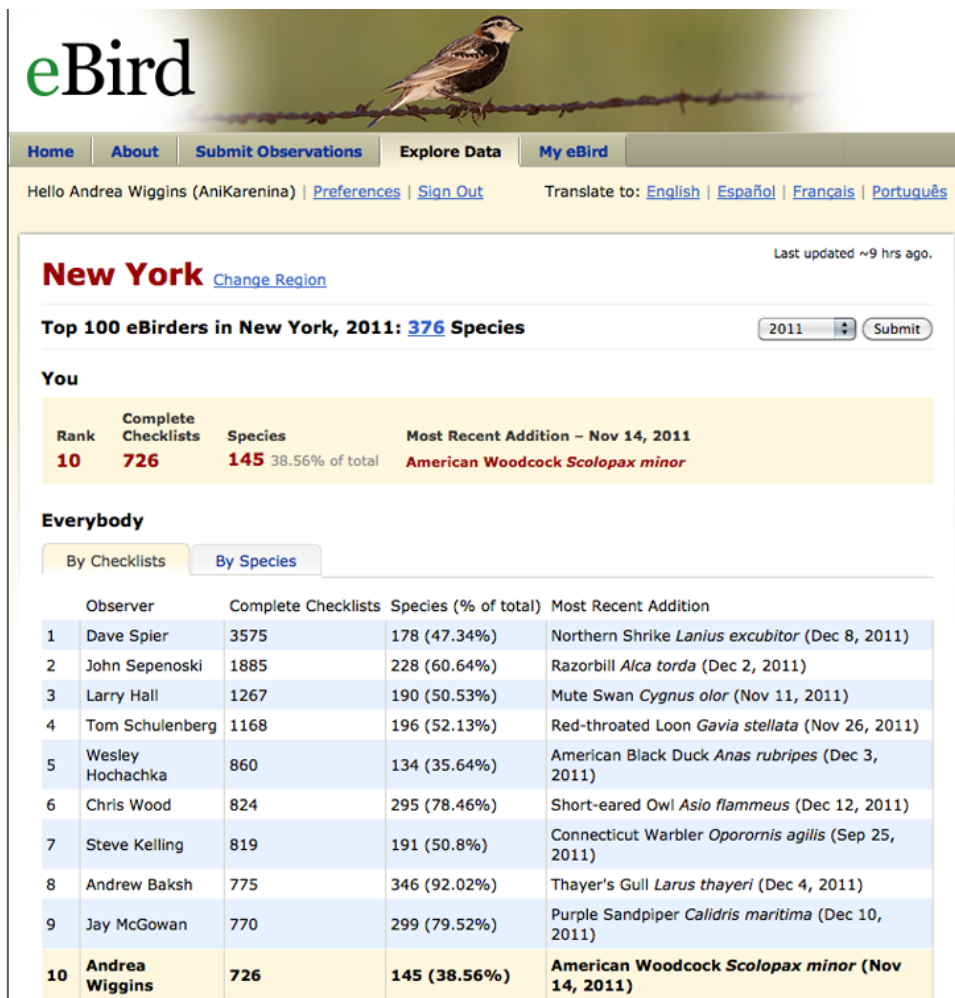 eBird
Home About Submit Observations Explore Data My eBird
Hello Andrea Wiggins (AniKarenina) | Preferences | Sign Out Translate to: English | Español | Français | Português
Last updated ~9 hrs ago.
New York Change Region
Top 100 eBirders in New York, 2011: 376 Species 2011 Submit
You
Rank Complete Checklists Species Most Recent Addition – Nov 14, 2011
10 726 145 38.56% of total American Woodcock Scolopax minor
Everybody
By Checklists By Species
Observer Complete Checklists Species (% of total) Most Recent Addition
1 Dave Spier 3575 178 (47.34%) Northern Shrike Lanius excubitor (Dec 8, 2011)
2 John Sepenoski 1885 228 (60.64%) Razorbill Alca torda (Dec 2, 2011)
3 Larry Hall 1267 190 (50.53%) Mute Swan Cygnus olor (Nov 11, 2011)
4 Tom Schulenberg 1168 196 (52.13%) Red-throated Loon Gavia stellata (Nov 26, 2011)
5 Wesley Hochachka 860 134 (35.64%) American Black Duck Anas rubripes (Dec 3, 2011)
6 Chris Wood 824 295 (78.46%) Short-eared Owl Asio flammeus (Dec 12, 2011)
7 Steve Kelling 819 191 (50.8%) Connecticut Warbler Oporornis agilis (Sep 25, 2011)
8 Andrew Baksh 775 346 (92.02%) Thayer's Gull Larus thayeri (Dec 4, 2011)
9 Jay McGowan 770 299 (79.52%) Purple Sandpiper Calidris maritima (Dec 10, 2011)
10 Andrea Wiggins 726 145 (38.56%) American Woodcock Scolopax minor (Nov 14, 2011)